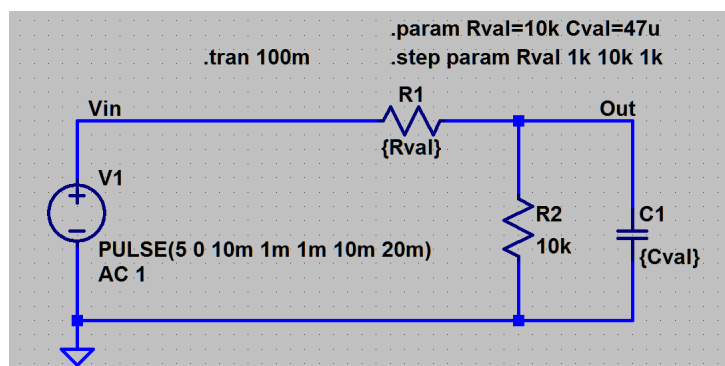 .param Rval=10k Cval=47u
.tran 100m
.step param Rval 1k 10k 1k
R1
Vin
Out
{Rval}
V1
R2
C1
10k
{Cval}
PULSE(5 0 10m 1m 1m 10m 20m)
AC 1